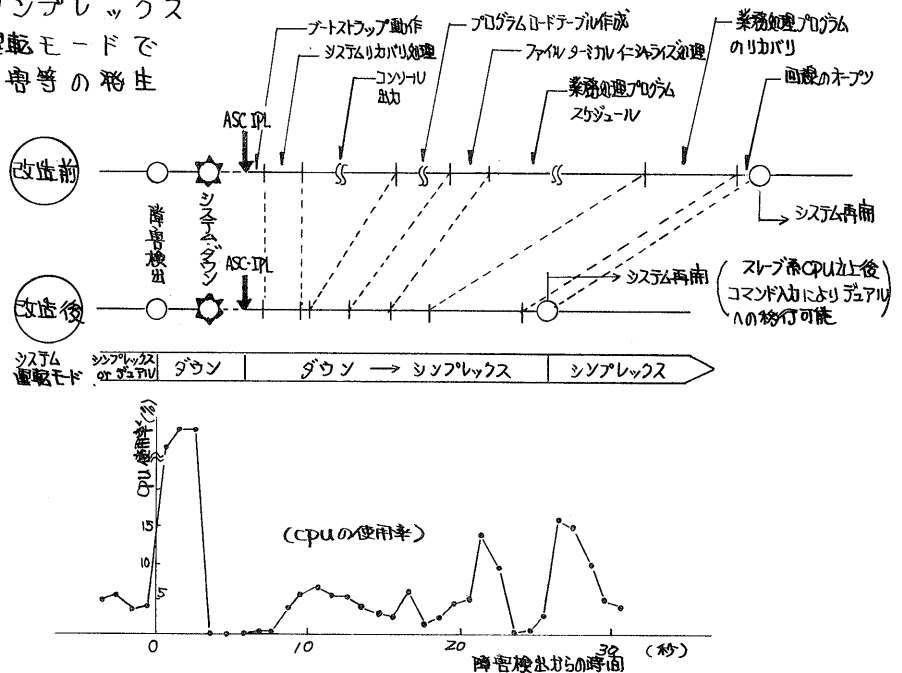 ンプレックス
転モードで
害等の発生
ブートストラップ動作
システムリカバリ処理
コンソール
出力
プログラムロードテーブル作成
ファイル ターミナル イニシャライズ処理
業務処理プログラム
スケジュール
業務処理プログラム
のリカバリ
回線のオープン
ASC IPL
改造前
障害検出
システム・ダウン
システム再開
ASC-IPL
改造後
システム再開
(スレーブ系CPU立上後
コマンド入力によりデュアル
への移行可能)
システム
運転モード
シンプレックス
or デュアル
ダウン
ダウン → シンプレックス
シンプレックス
CPU使用率(%)
15
10
5
(cpuの使用率)
0
10
20
30
(秒)
障害検出からの時間